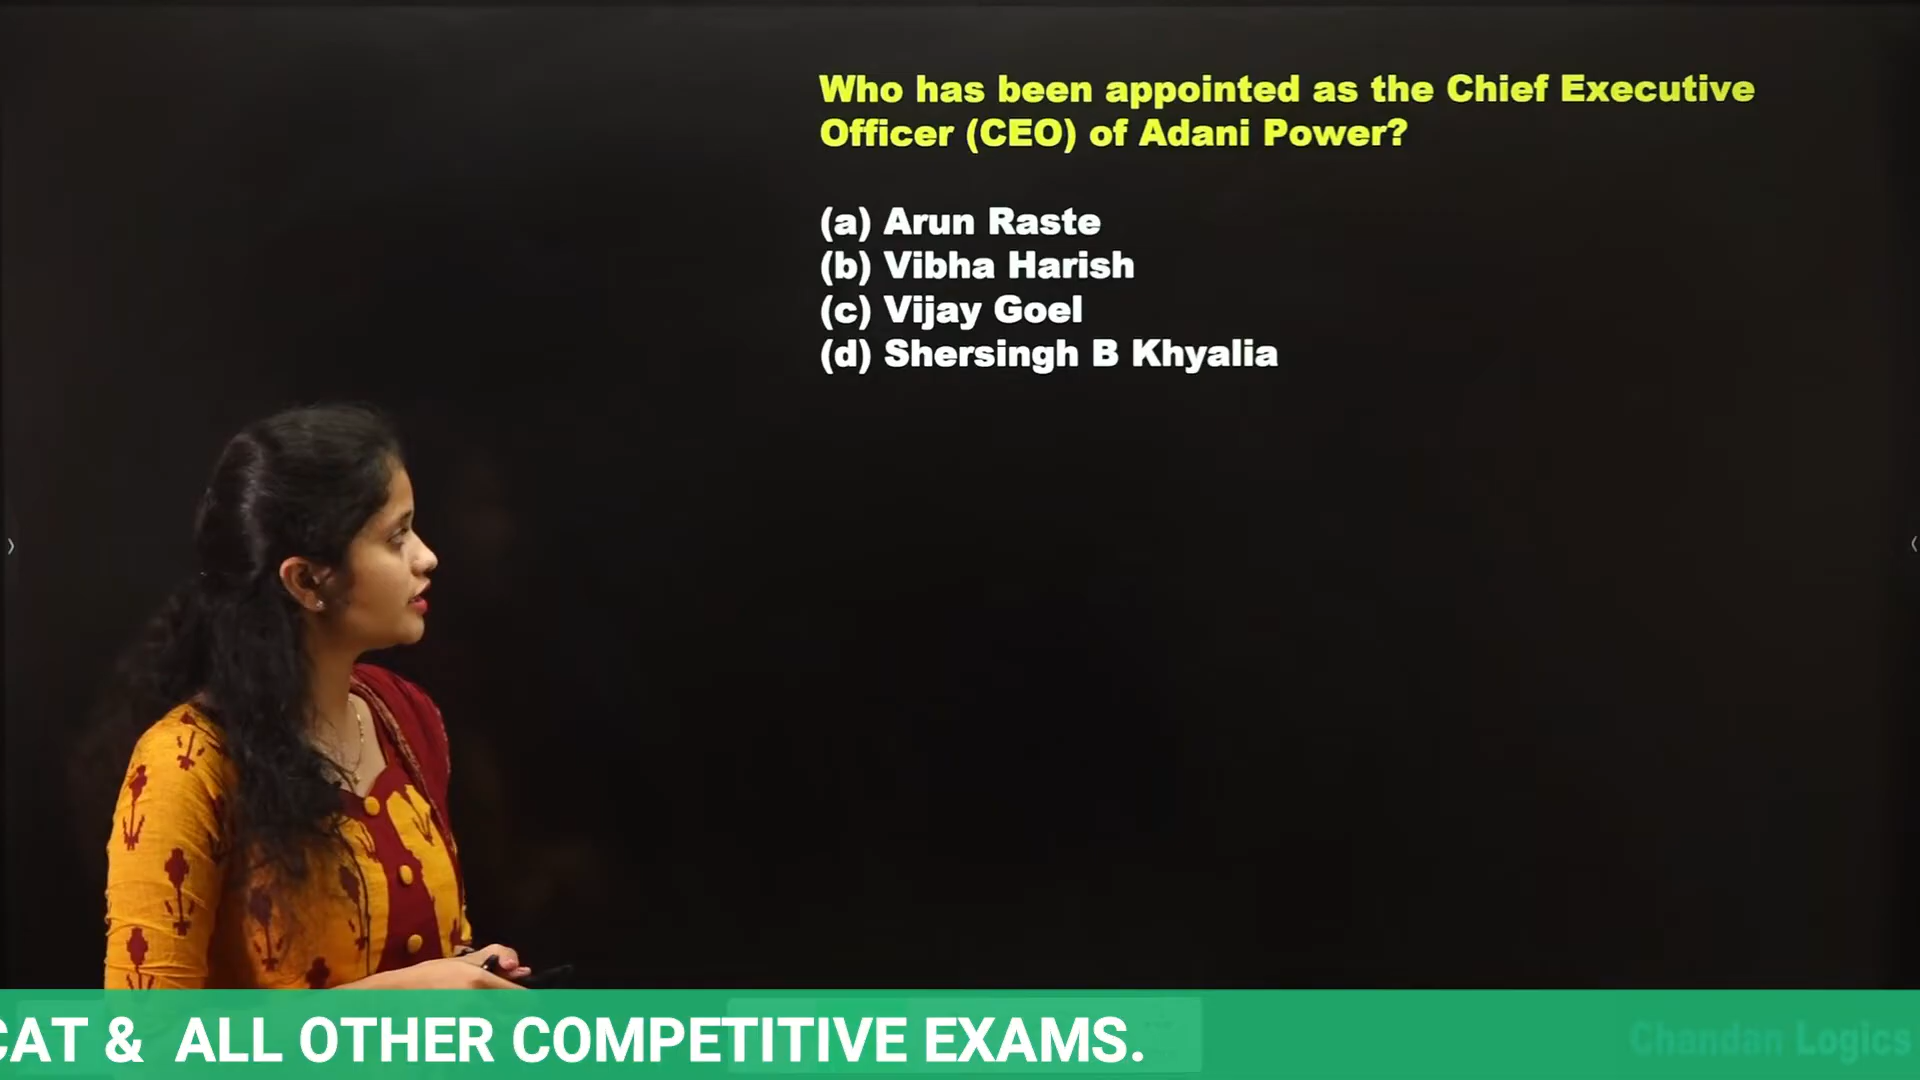 Who has been appointed as the Chief Executive
Officer (CEO) of Adani Power?
(a) Arun Raste
(b) Vibha Harish
(c) Vijay Goel
(d) Shersingh B Khyalia
CAT & ALL OTHER COMPETITIVE EXAMS.
Chandan Logics